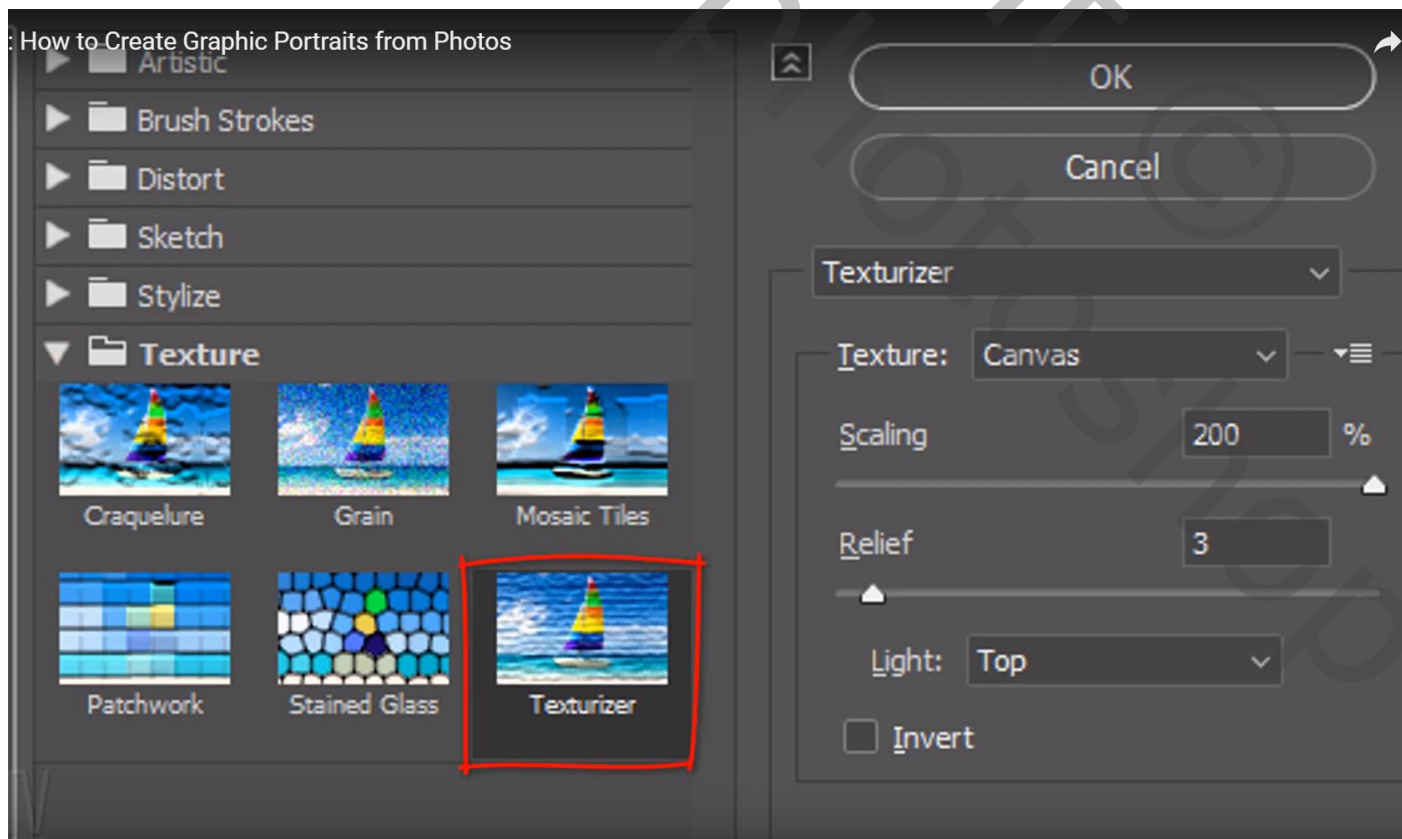 : How to Create Graphic Portraits from Photos
Artistic
Brush Strokes
Distort
Sketch
Stylize
Texture
Craquelure
Grain
Mosaic Tiles
Patchwork
Stained Glass
Texturizer
OK
Cancel
Texturizer
Texture: Canvas
Scaling 200 %
Relief 3
Light: Top
Invert
©
Photoshop